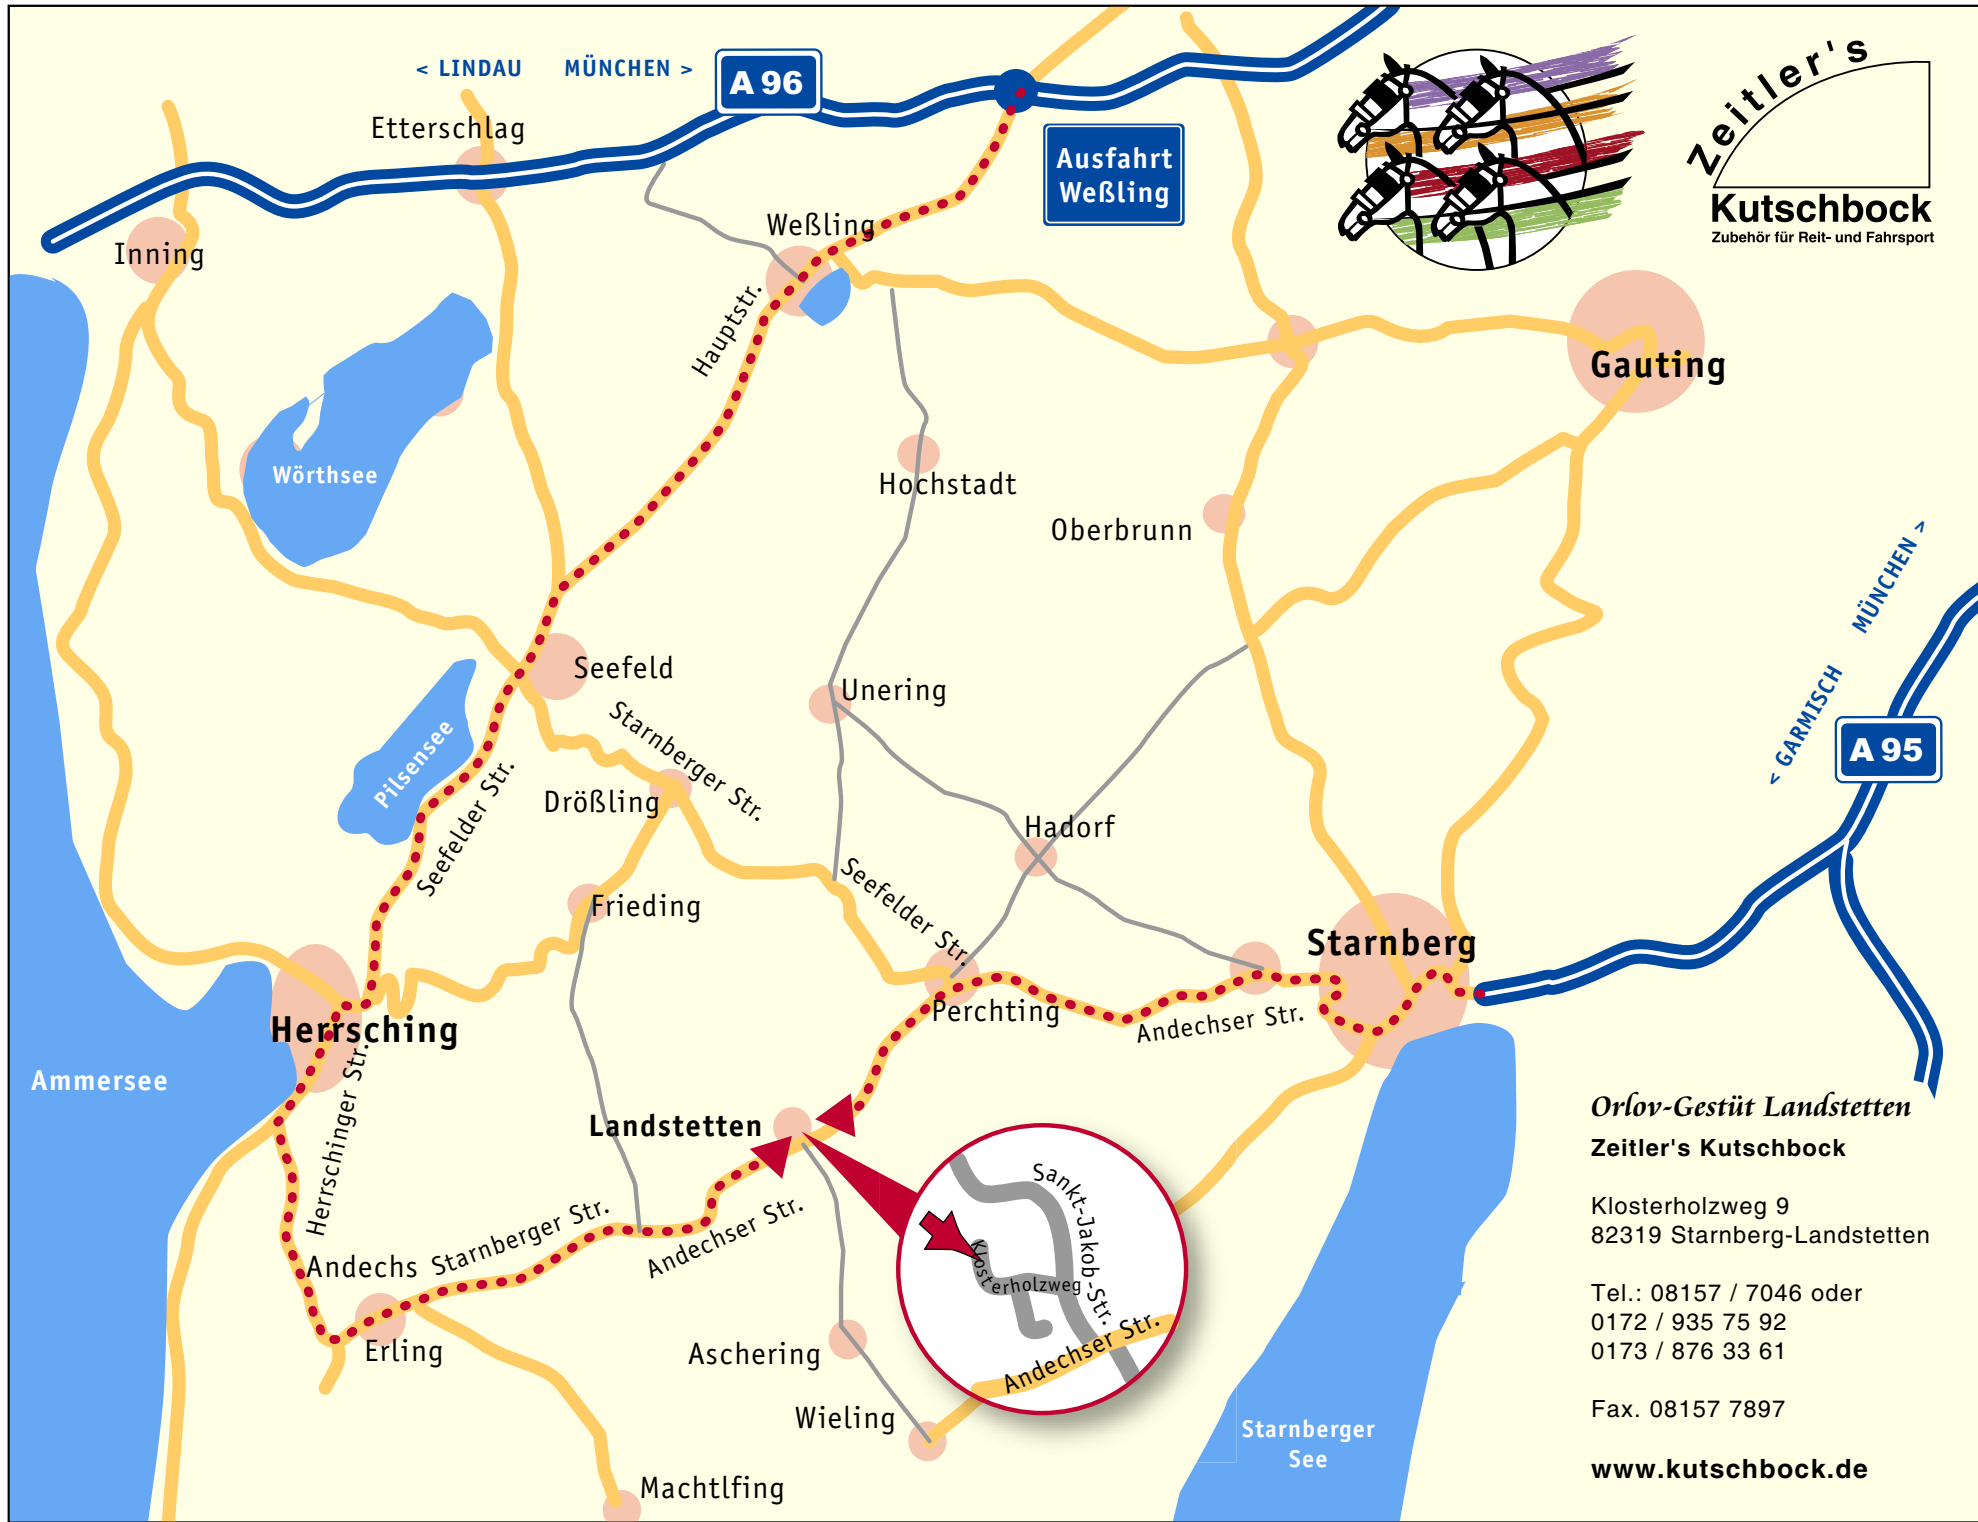 < LINDAU MÜNCHEN >
A 96
Etterschlag
Ausfahrt
Weßling
Zeitler's
Kutschbock
Zubehör für Reit- und Fahrsport
Inning
Weßling
Hauptstr.
Gauting
Wörthsee
Hochstadt
Oberbrunn
< GARMISCH MÜNCHEN >
A 95
Seefeld
Unering
Starnberger Str.
Pilsensee
Seefelder Str.
Drößling
Hadorf
Frieding
Seefelder Str.
Starnberg
Perchting
Andechser Str.
Herrsching
Herrschinger Str.
Ammersee
Landstetten
Andechs
Starnberger Str.
Andechser Str.
Erling
Sankt-Jakob-Str.
Klosterholzweg
Andechser Str.
Aschering
Wieling
Machtlfing
Starnberger
See
Orlov-Gestüt Landstetten
Zeitler's Kutschbock
Klosterholzweg 9
82319 Starnberg-Landstetten
Tel.: 08157 / 7046 oder
0172 / 935 75 92
0173 / 876 33 61
Fax. 08157 7897
www.kutschbock.de